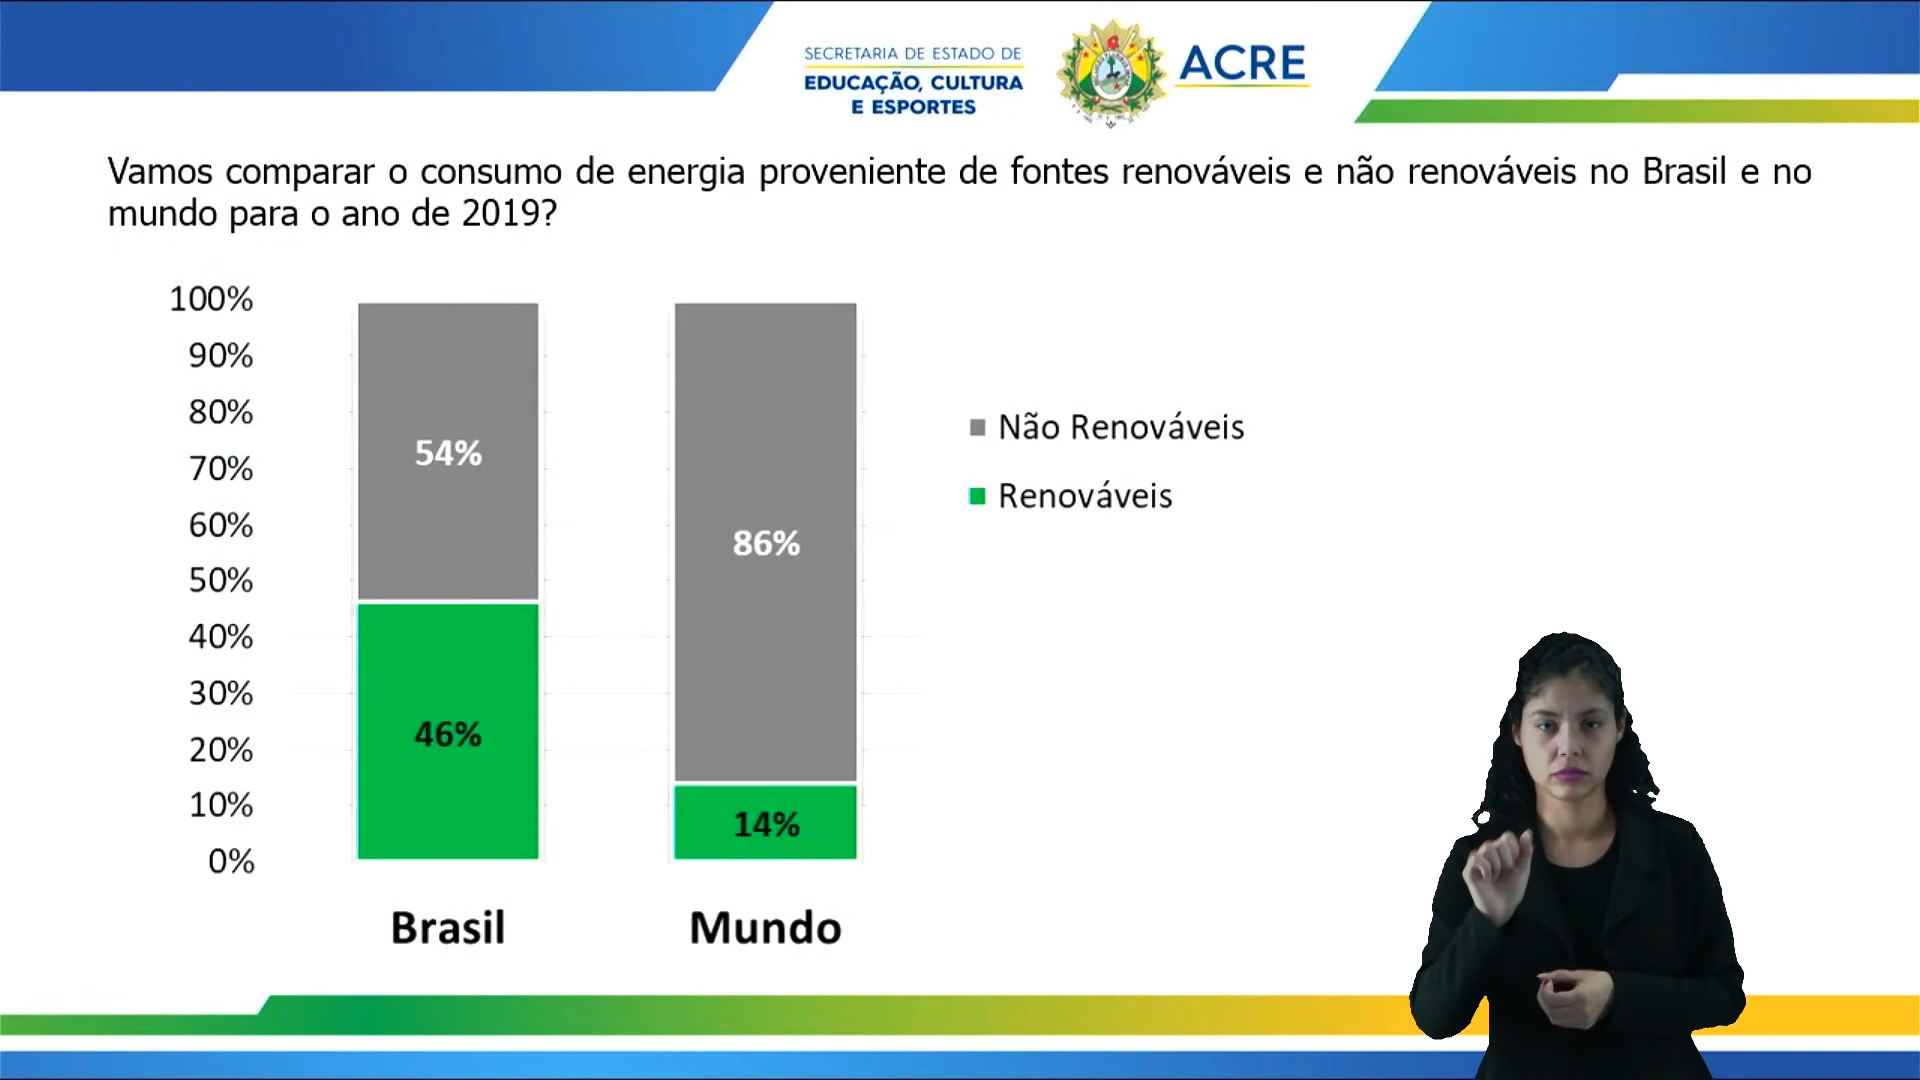 SECRETARIA DE ESTADO DE
EDUCAÇÃO, CULTURA
E ESPORTES
ACRE
Vamos comparar o consumo de energia proveniente de fontes renováveis e não renováveis no Brasil e no
mundo para o ano de 2019?
100%
90%
80%
70%
60%
50%
40%
30%
20%
10%
0%
54%
46%
86%
14%
Não Renováveis
Renováveis
Brasil
Mundo